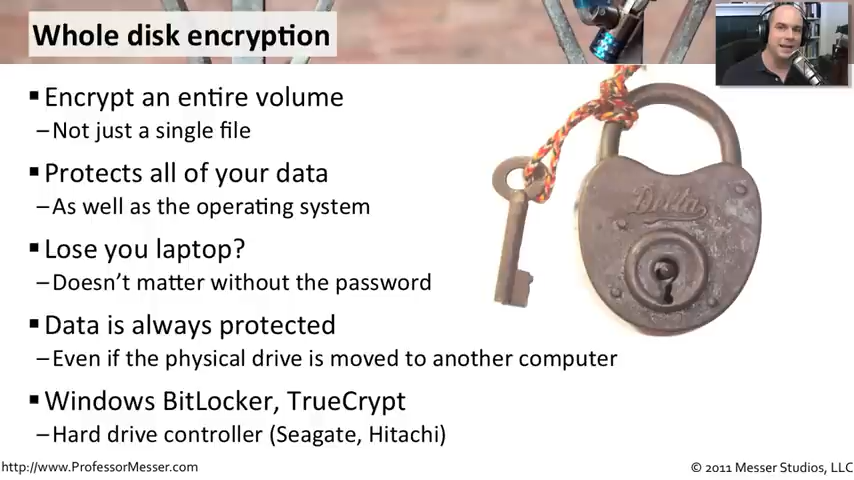 Whole disk encryption
Encrypt an entire volume
–Not just a single file
Protects all of your data
–As well as the operating system
Lose you laptop?
–Doesn't matter without the password
Data is always protected
–Even if the physical drive is moved to another computer
Windows BitLocker, TrueCrypt
–Hard drive controller (Seagate, Hitachi)
Delta
http://www.ProfessorMesser.com
© 2011 Messer Studios, LLC